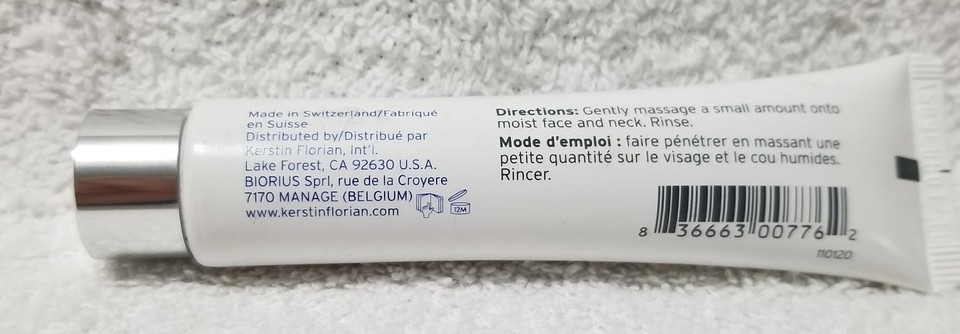 Made in Switzerland/Fabriqué
en Suisse
Distributed by/Distribué par
Kerstin Florian, Int'l.
Lake Forest, CA 92630 U.S.A.
BIORIUS Sprl, rue de la Croyere
7170 MANAGE (BELGIUM)
www.kerstinflorian.com
12M
Directions: Gently massage a small amount onto
moist face and neck. Rinse.
Mode d'emploi : faire pénétrer en massant une
petite quantité sur le visage et le cou humides.
Rincer.
8 36663 00776 2
110120